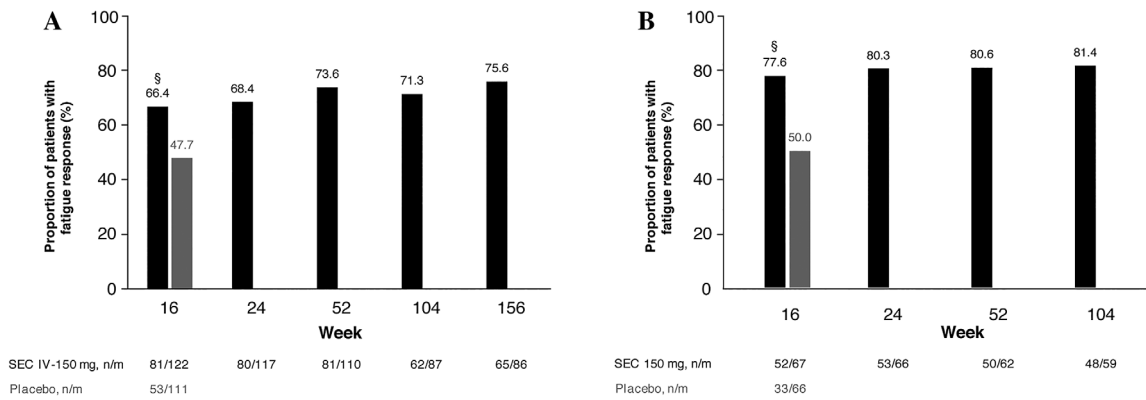 A
Proportion of patients with
fatigue response (%)
100
80
60
40
20
0
§
66.4
47.7
68.4
73.6
71.3
75.6
16 24 52 104 156
Week
SEC IV-150 mg, n/m 81/122 80/117 81/110 62/87 65/86
Placebo, n/m 53/111
B
Proportion of patients with
fatigue response (%)
100
80
60
40
20
0
§
77.6
50.0
80.3
80.6
81.4
16 24 52 104
Week
SEC 150 mg, n/m 52/67 53/66 50/62 48/59
Placebo, n/m 33/66